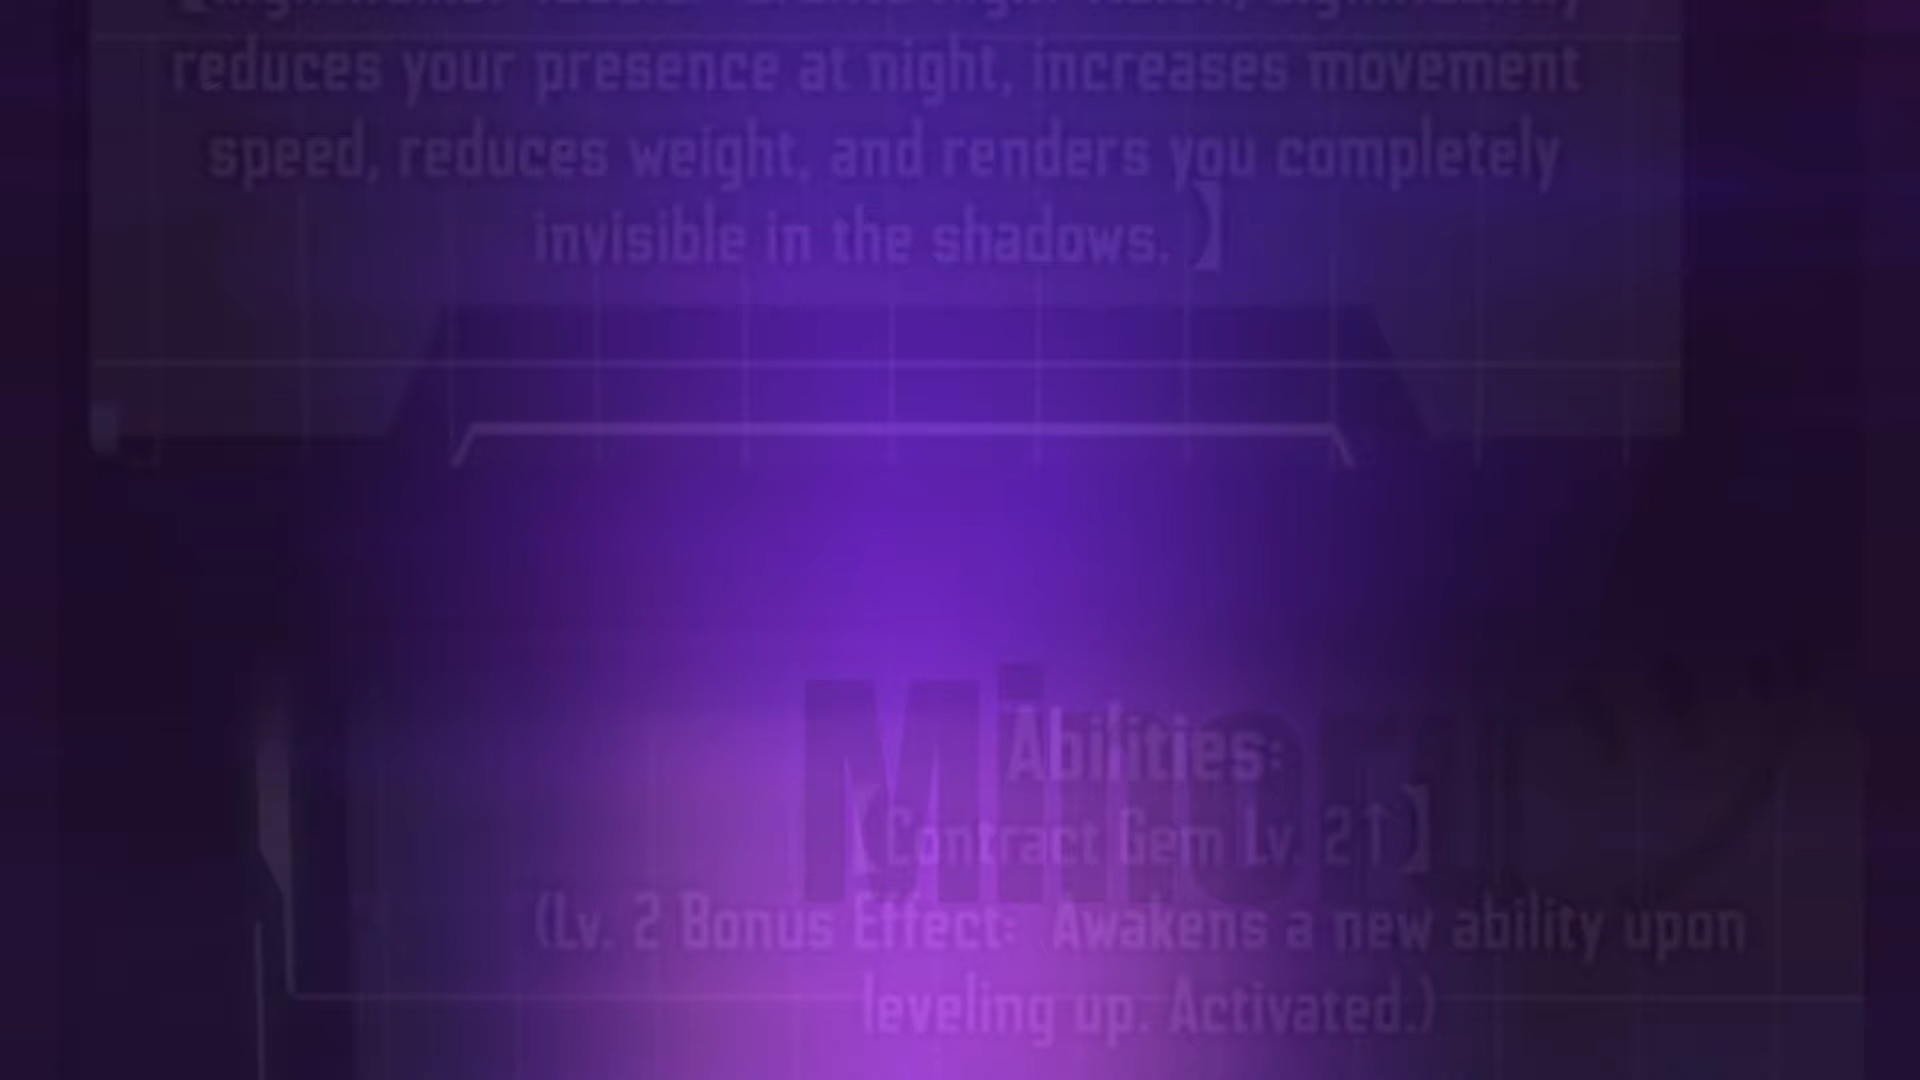 reduces your presence at night, increases movement
speed, reduces weight, and renders you completely
invisible in the shadows. 】
Abilities:
【Contract Gem Lv. 2↑】
(Lv. 2 Bonus Effect: Awakens a new ability upon
leveling up. Activated.)